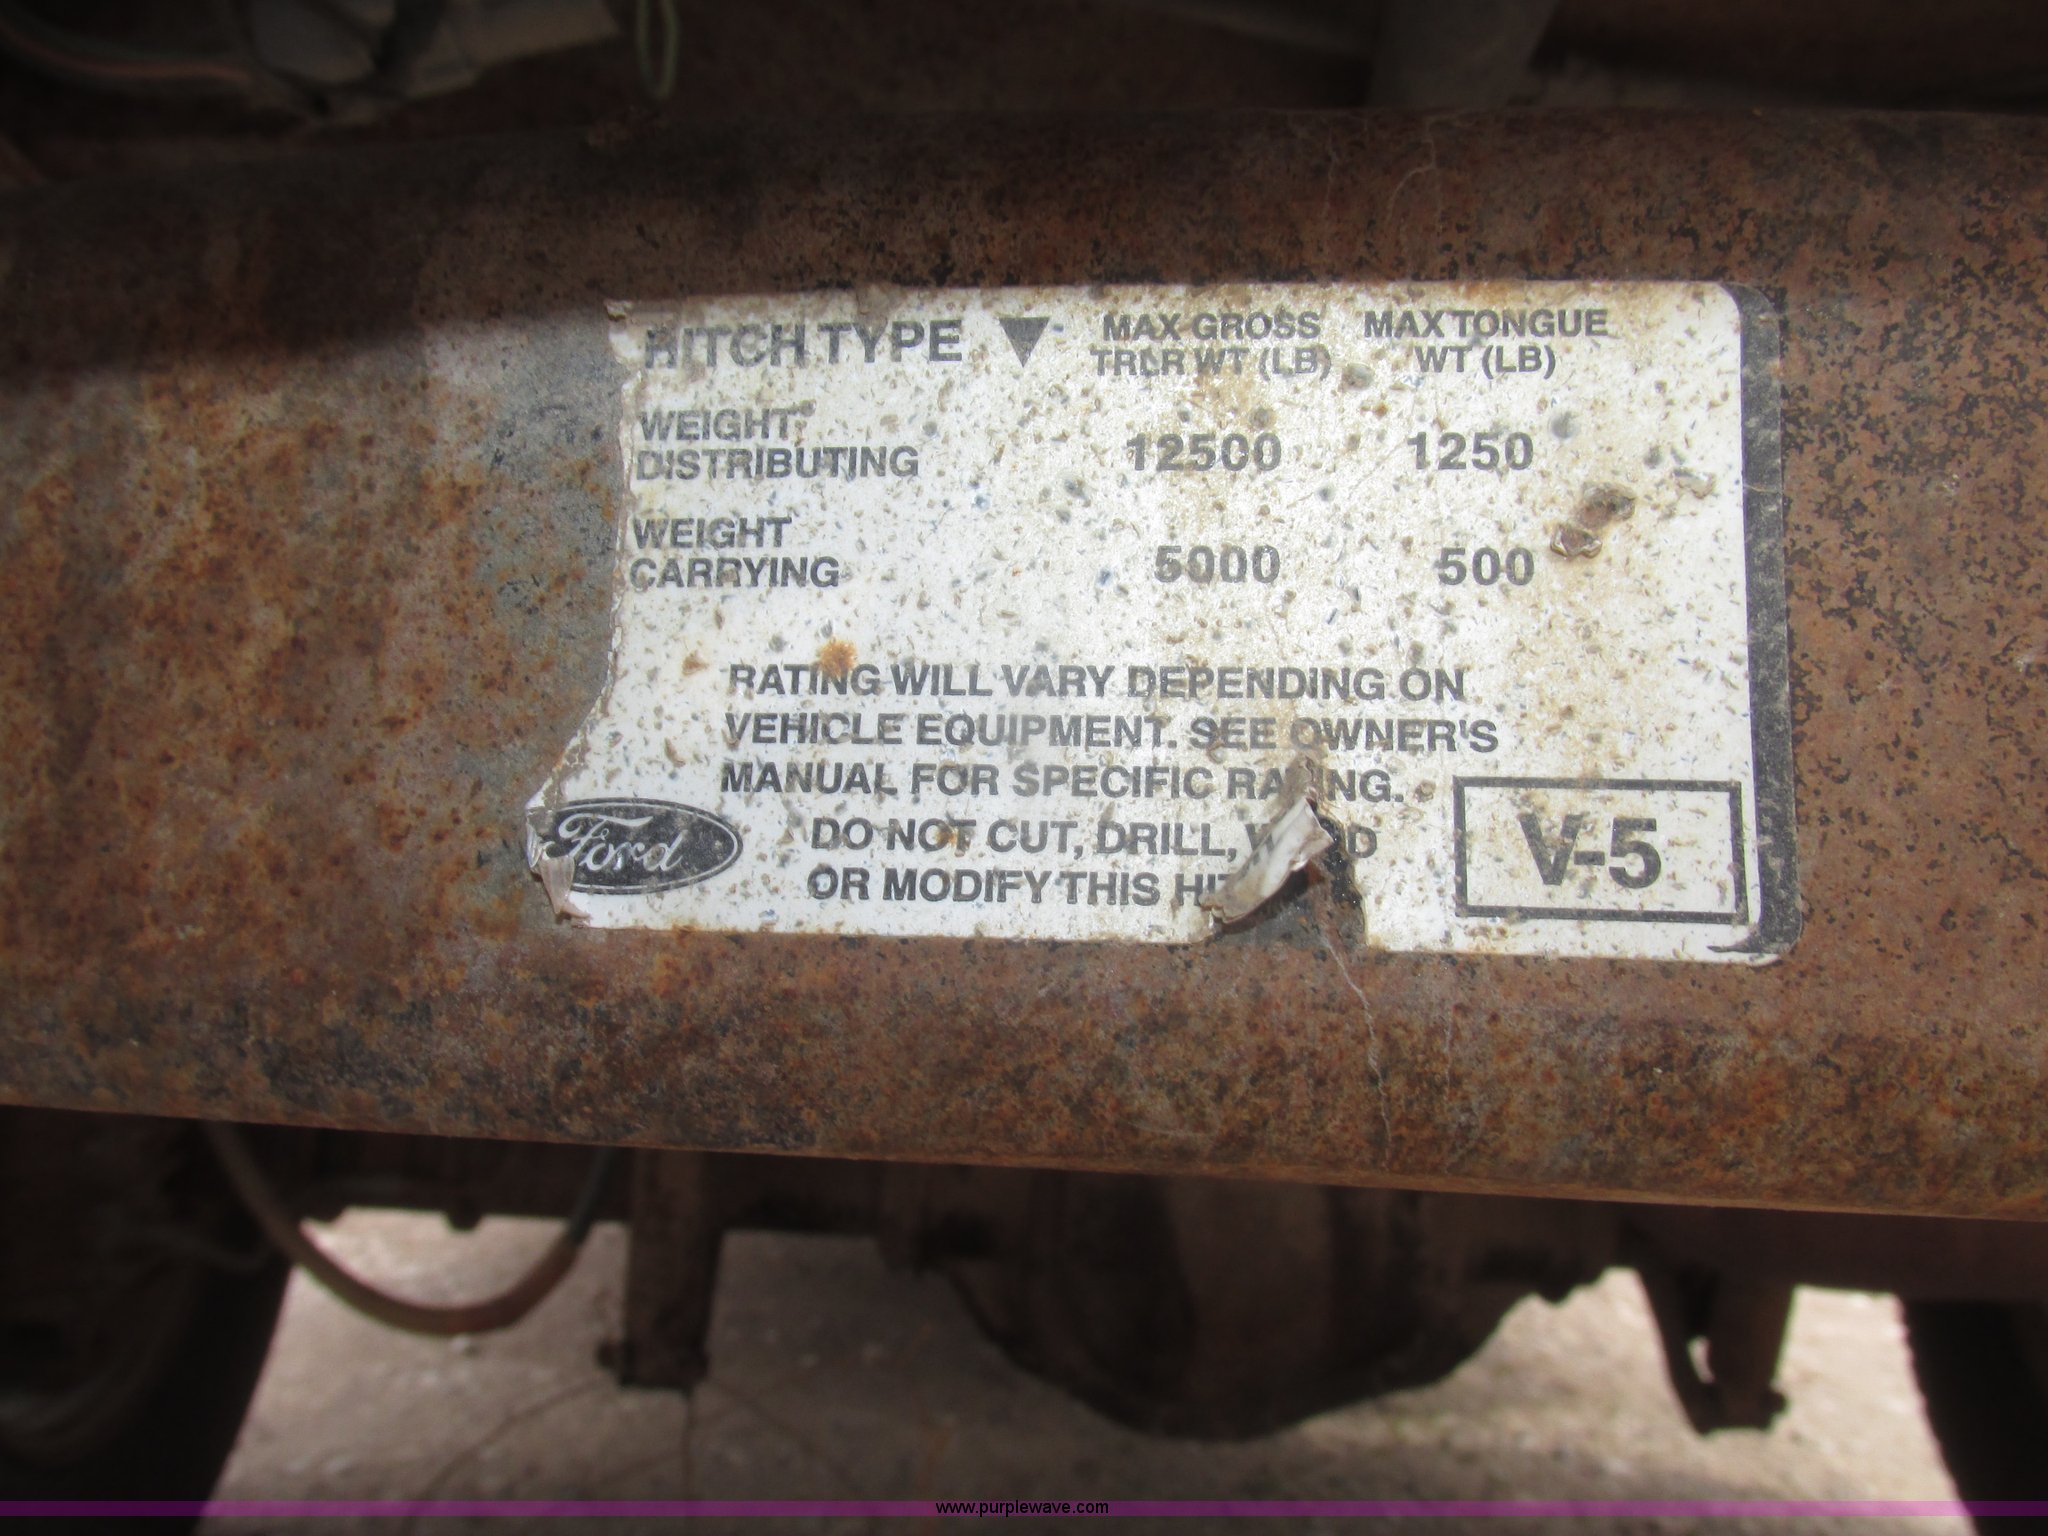 HITCH TYPE ▼ MAX GROSS TRLR WT (LB) MAX TONGUE WT (LB)
WEIGHT
DISTRIBUTING 12500 1250
WEIGHT
CARRYING 5000 500
RATING WILL VARY DEPENDING ON
VEHICLE EQUIPMENT. SEE OWNER'S
MANUAL FOR SPECIFIC RATING.
Ford
DO NOT CUT, DRILL,
OR MODIFY THIS
V-5
www.purplewave.com